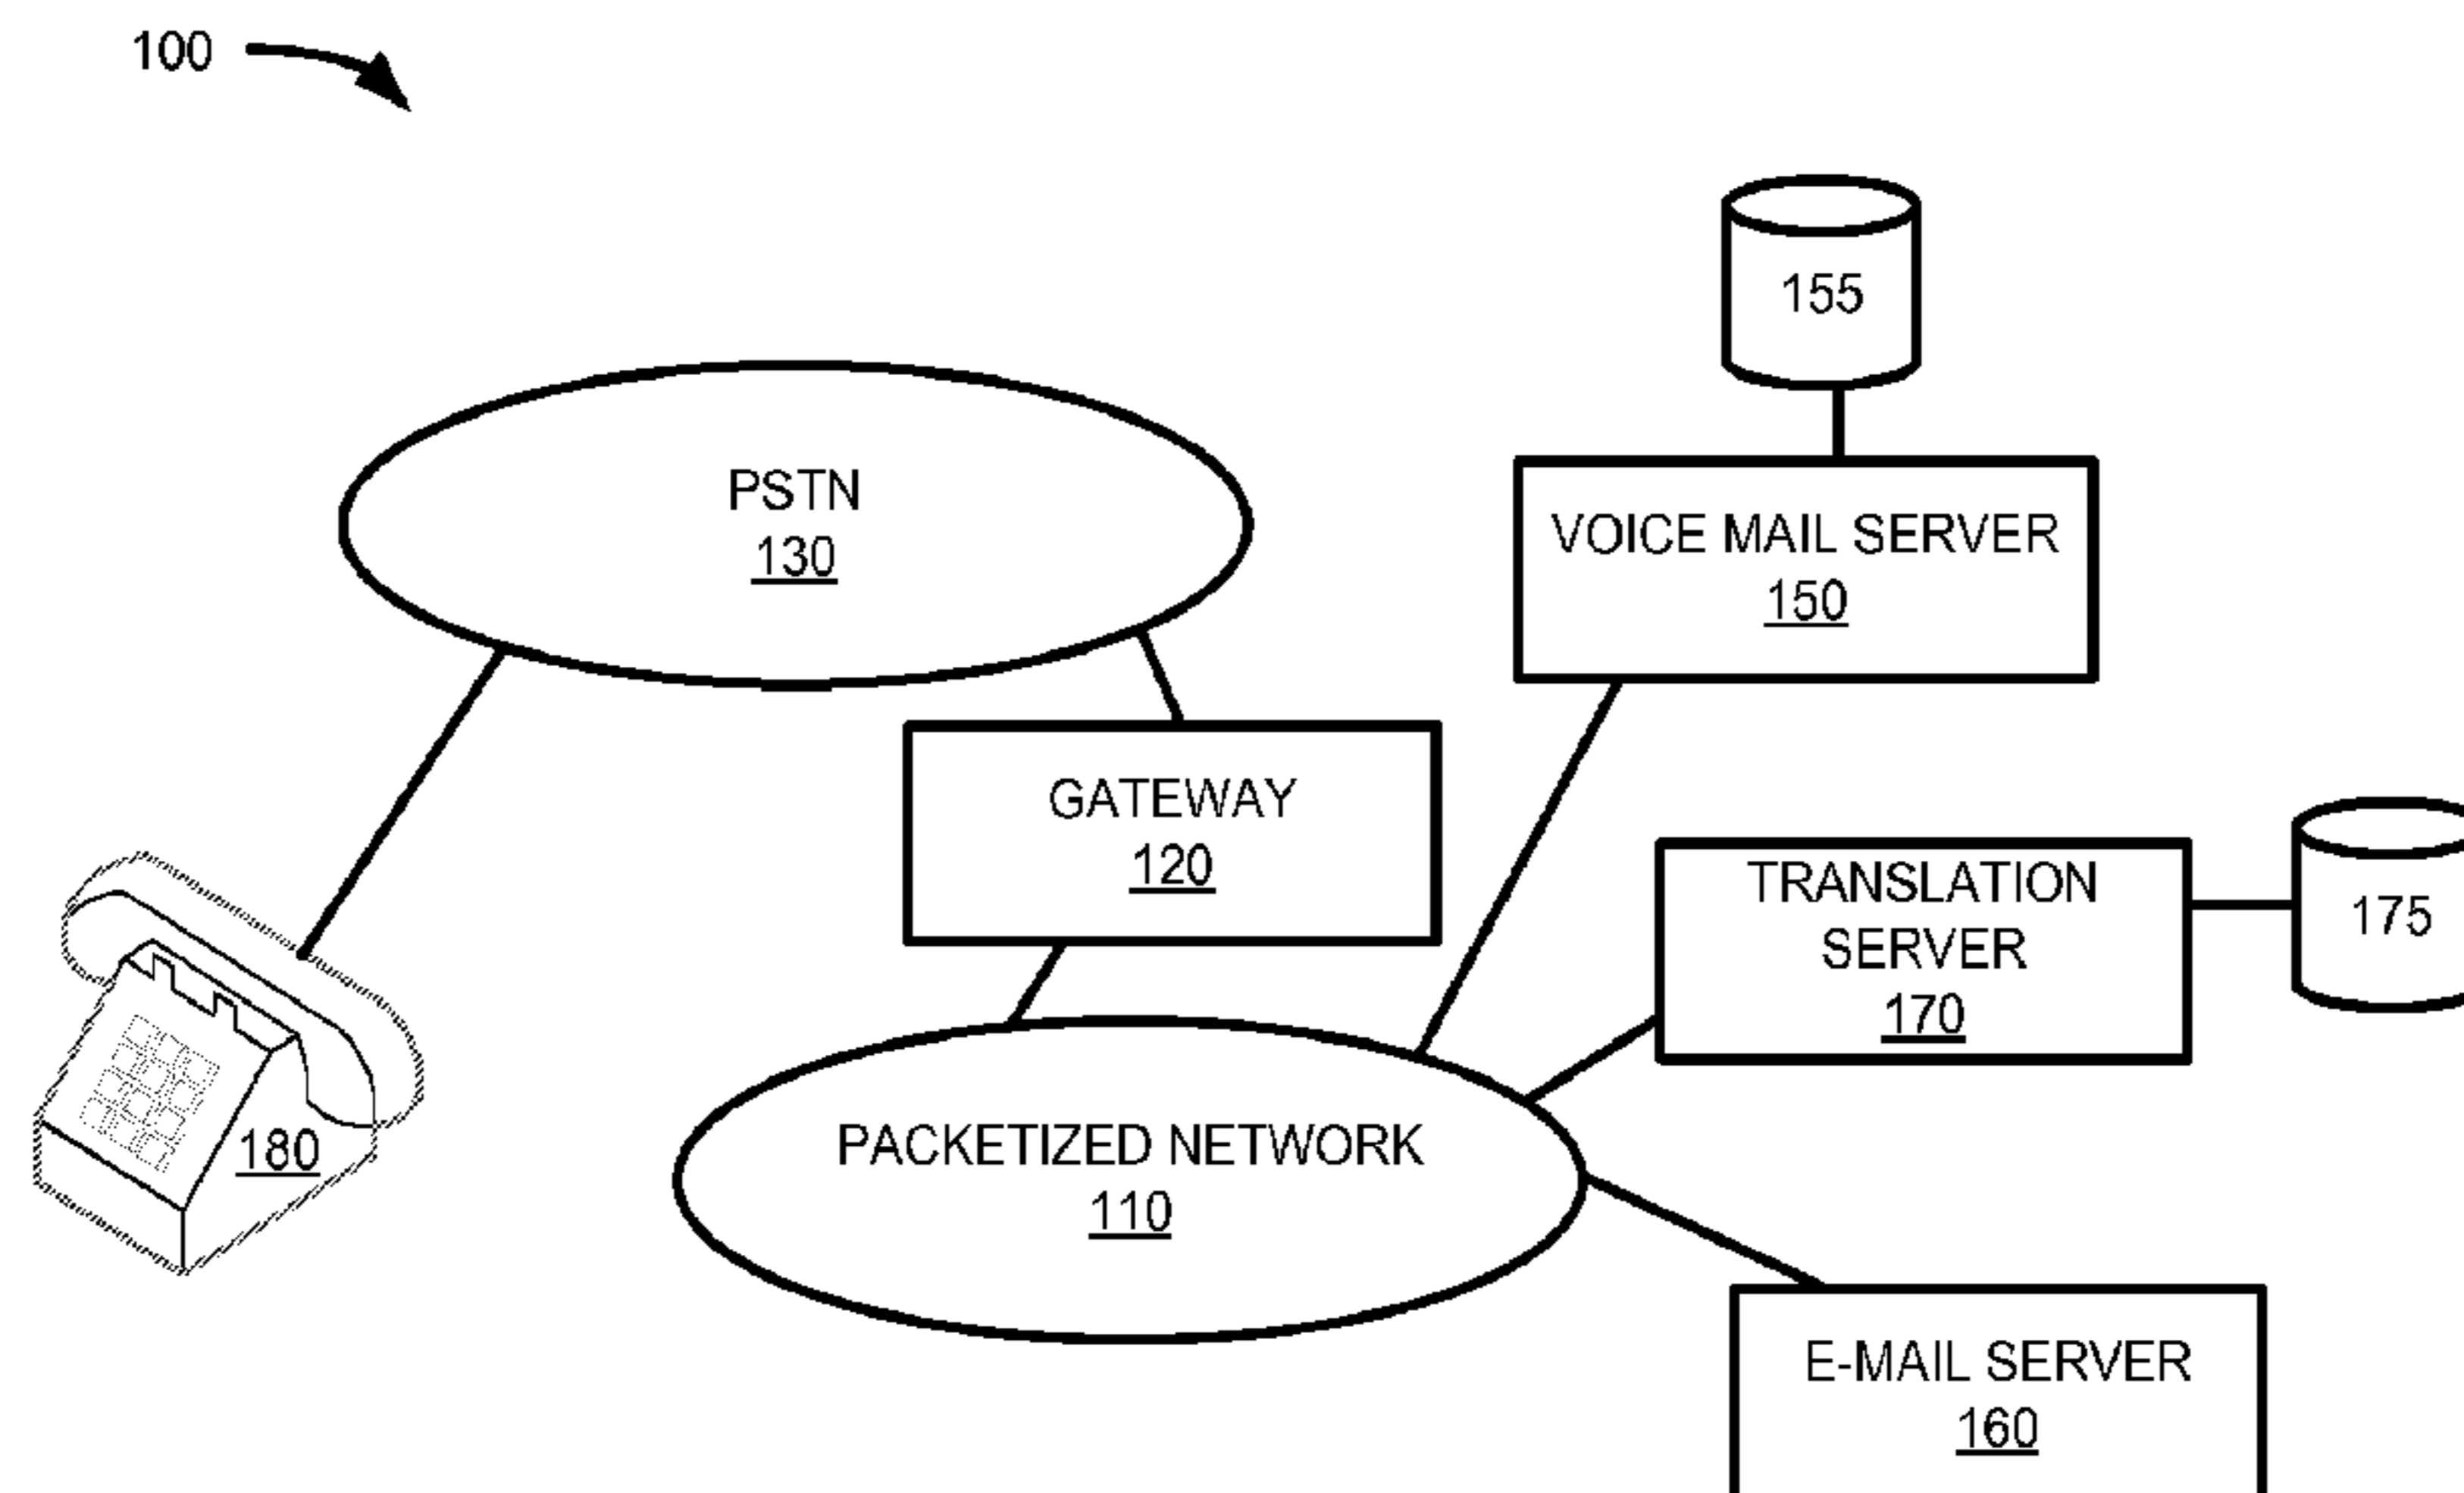 100
155
PSTN
130
VOICE MAIL SERVER
150
GATEWAY
120
TRANSLATION
SERVER
170
175
PACKETIZED NETWORK
110
180
E-MAIL SERVER
160